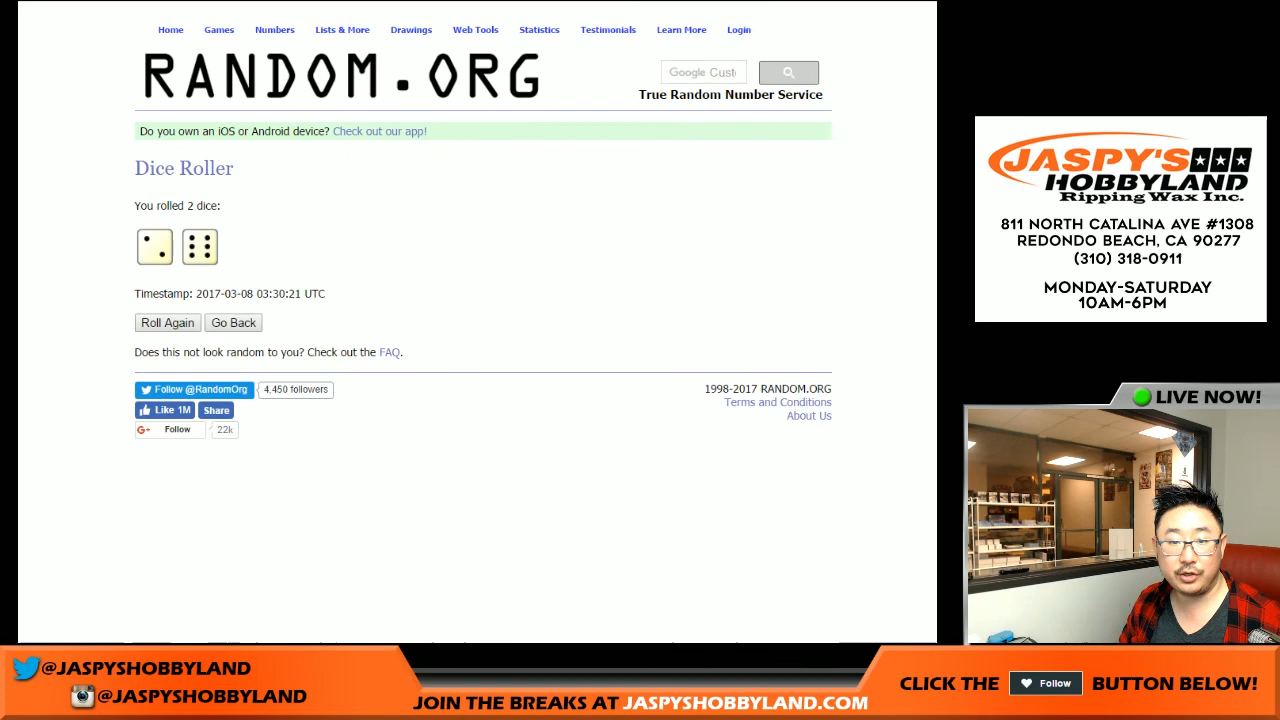 Home Games Numbers Lists & More Drawings Web Tools Statistics Testimonials Learn More Login
RANDOM.ORG
Google Cust
True Random Number Service
Do you own an iOS or Android device? Check out our app!
Dice Roller
You rolled 2 dice:
Timestamp: 2017-03-08 03:30:21 UTC
Roll Again Go Back
Does this not look random to you? Check out the FAQ.
Follow @RandomOrg 4,450 followers
Like 1M Share
Follow 22k
1998-2017 RANDOM.ORG
Terms and Conditions
About Us
JASPY'S
HOBBYLAND
Ripping Wax Inc.
811 NORTH CATALINA AVE #1308
REDONDO BEACH, CA 90277
(310) 318-0911
MONDAY-SATURDAY
10AM-6PM
LIVE NOW!
@JASPYSHOBBYLAND
@JASPYSHOBBYLAND
JOIN THE BREAKS AT JASPYSHOBBYLAND.COM
CLICK THE Follow BUTTON BELOW!